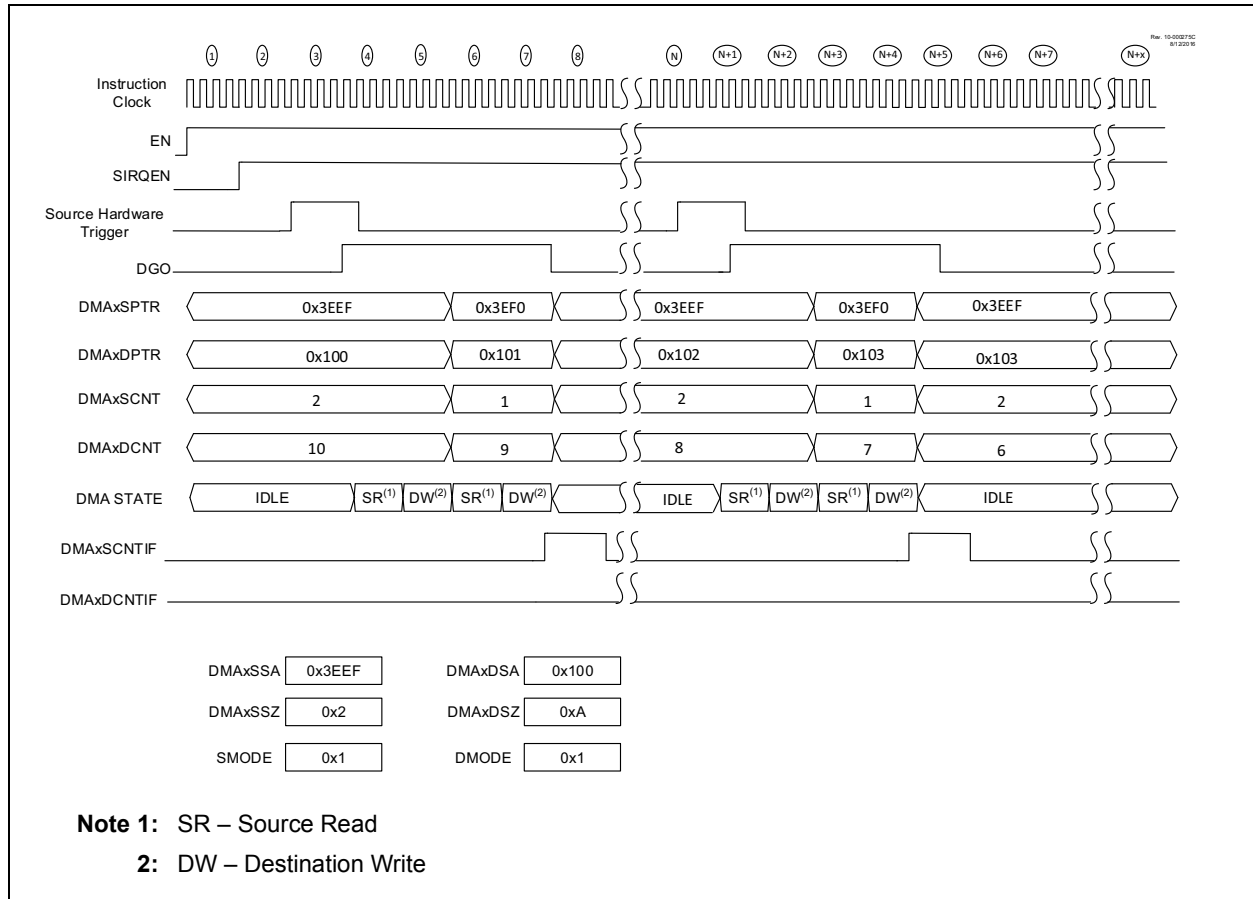 Rev. 10-000275C
8/12/2016
1 2 3 4 5 6 7 8 N N+1 N+2 N+3 N+4 N+5 N+6 N+7 N+x
Instruction
Clock
EN
SIRQEN
Source Hardware
Trigger
DGO
DMAxSPTR 0x3EEF 0x3EF0 0x3EEF 0x3EF0 0x3EEF
DMAxDPTR 0x100 0x101 0x102 0x103 0x103
DMAxSCNT 2 1 2 1 2
DMAxDCNT 10 9 8 7 6
DMA STATE IDLE SR(1) DW(2) SR(1) DW(2) IDLE SR(1) DW(2) SR(1) DW(2) IDLE
DMAxSCNTIF
DMAxDCNTIF
DMAxSSA 0x3EEF DMAxDSA 0x100
DMAxSSZ 0x2 DMAxDSZ 0xA
SMODE 0x1 DMODE 0x1
Note 1: SR – Source Read
2: DW – Destination Write